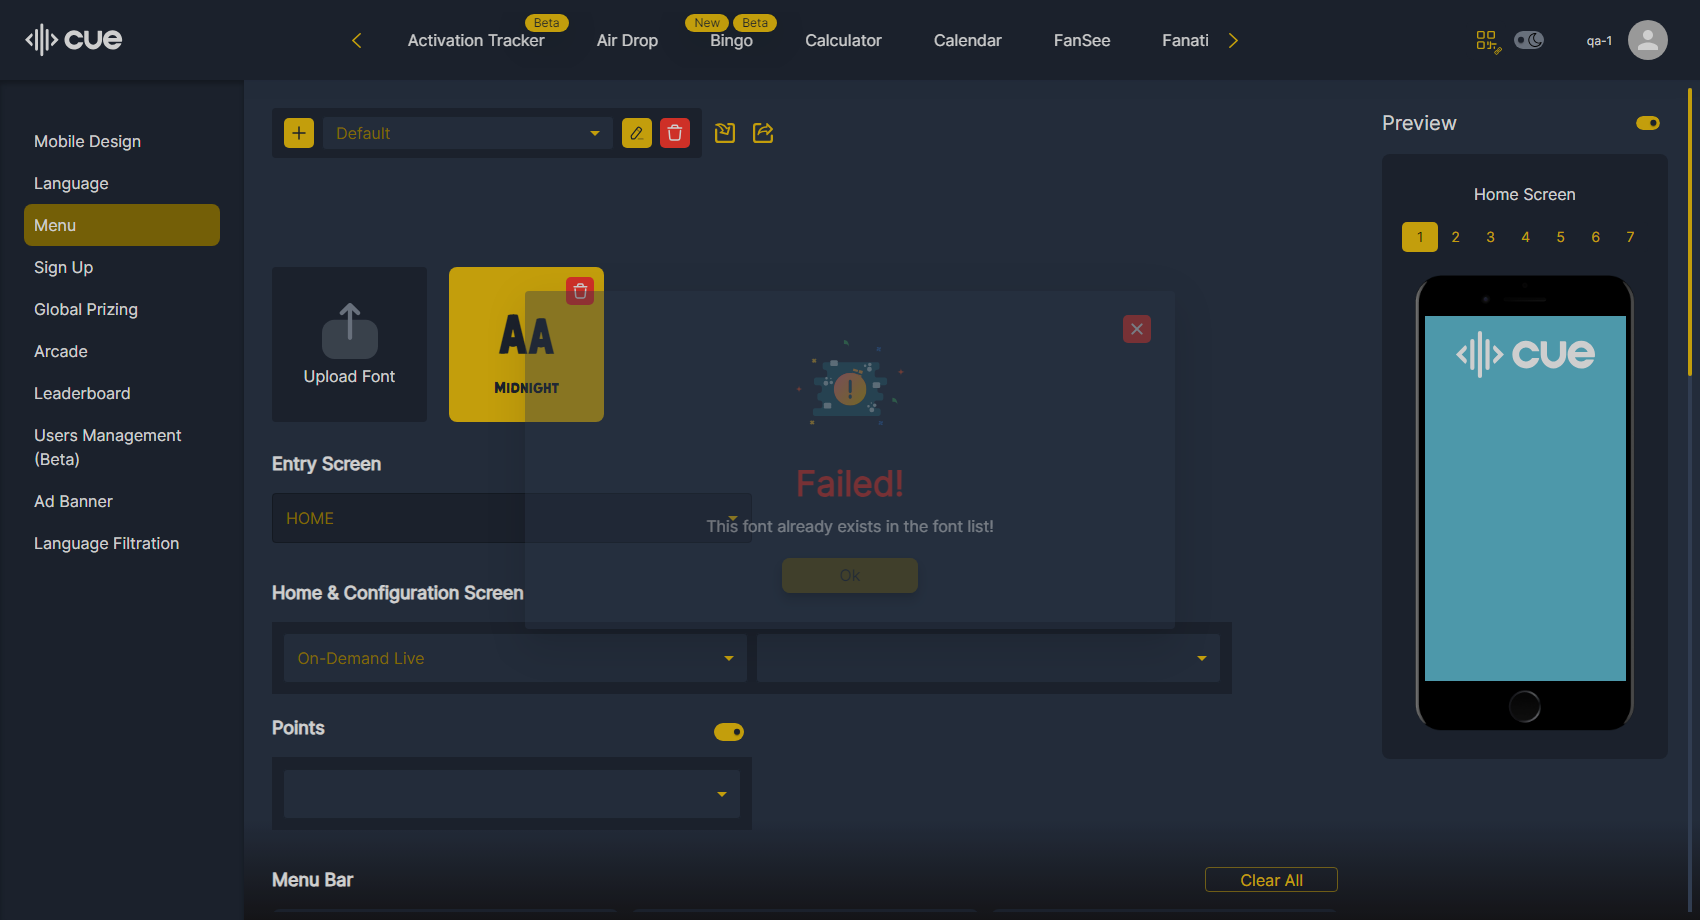 cue
Activation Tracker
Beta
Air Drop
New
Beta
Bingo
Calculator
Calendar
FanSee
Fanati
qa-1
Mobile Design
Language
Menu
Sign Up
Global Prizing
Arcade
Leaderboard
Users Management
(Beta)
Ad Banner
Language Filtration
Default
Upload Font
AA
MIDNIGHT
Failed!
This font already exists in the font list!
Ok
Entry Screen
HOME
Home & Configuration Screen
On-Demand Live
Points
Menu Bar
Clear All
Preview
Home Screen
1 2 3 4 5 6 7
cue